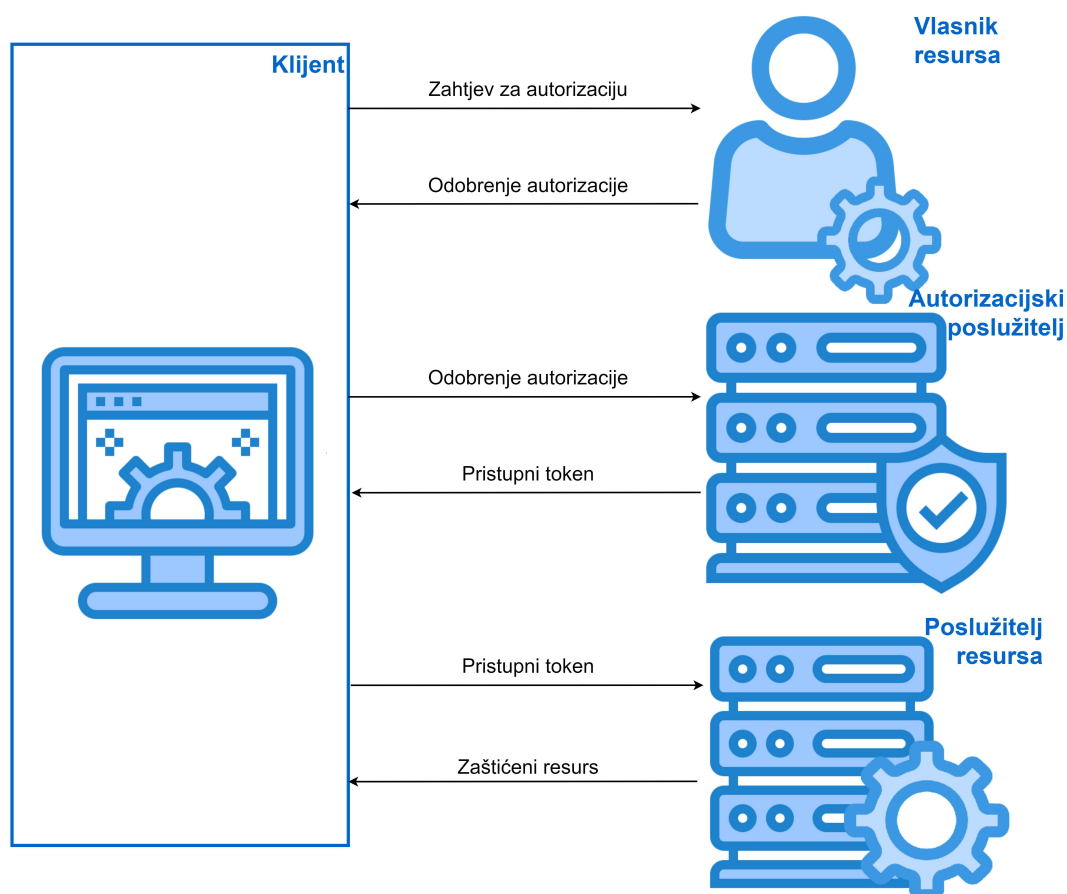 Klijent
Vlasnik
resursa
Zahtjev za autorizaciju
Odobrenje autorizacije
Autorizacijski
poslužitelj
Odobrenje autorizacije
Pristupni token
Poslužitelj
resursa
Pristupni token
Zaštićeni resurs